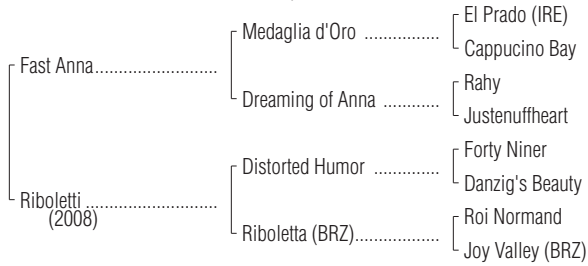 El Prado (IRE)
Medaglia d'Oro ................
Cappucino Bay
Fast Anna..........................
Rahy
Dreaming of Anna ............
Justenuffheart
Forty Niner
Distorted Humor ..............
Danzig's Beauty
Riboletti ............................
(2008)
Roi Normand
Riboletta (BRZ)..................
Joy Valley (BRZ)